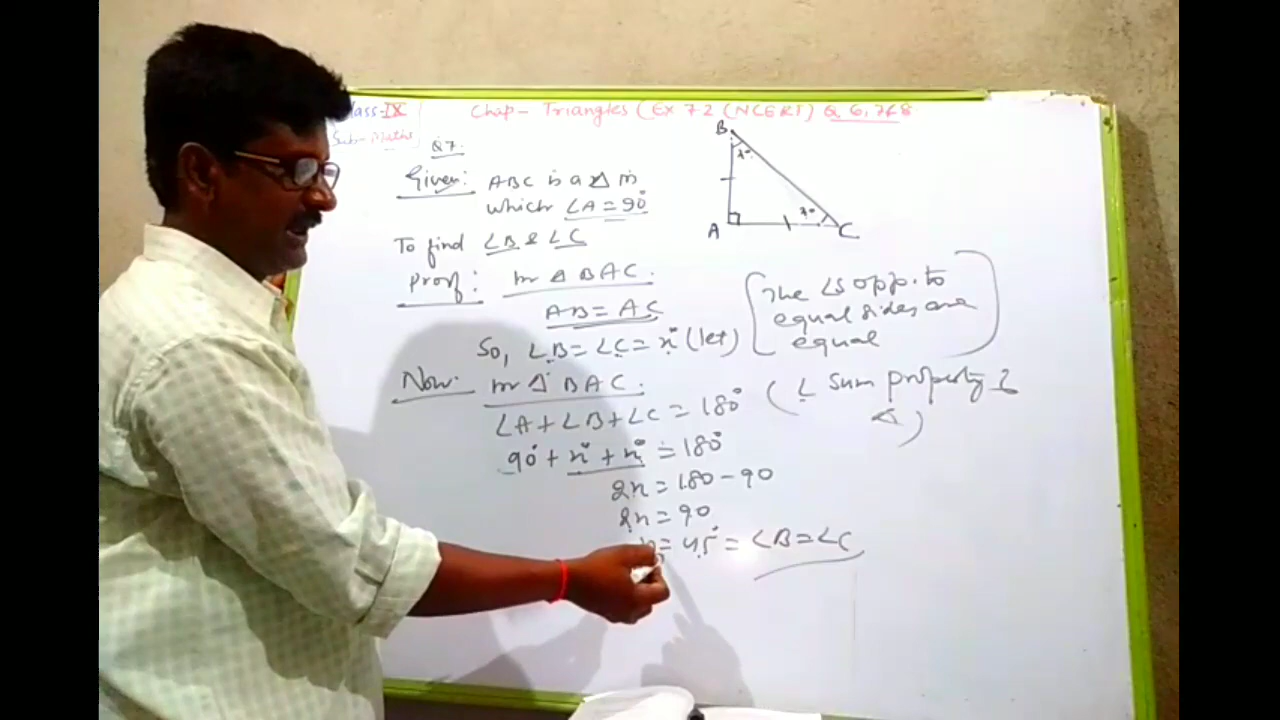 Class-IX
Sub-Maths
Chap- Triangles (Ex 7.2 (NCERT) Q 6, 7 & 8
Q7.
Given: ABC is a △ in
which ∠A = 90°
To find ∠B & ∠C
Proof: In △ BAC.
AB = AC
So, ∠B = ∠C = x° (let)
[The ∠s opp. to
equal sides are
equal]
Now: In △ BAC.
∠A + ∠B + ∠C = 180° (∠ Sum property of
△)
90° + x° + x° = 180°
2x = 180 - 90
2x = 90
x = 45° = ∠B = ∠C
B
x°
A
x°
C